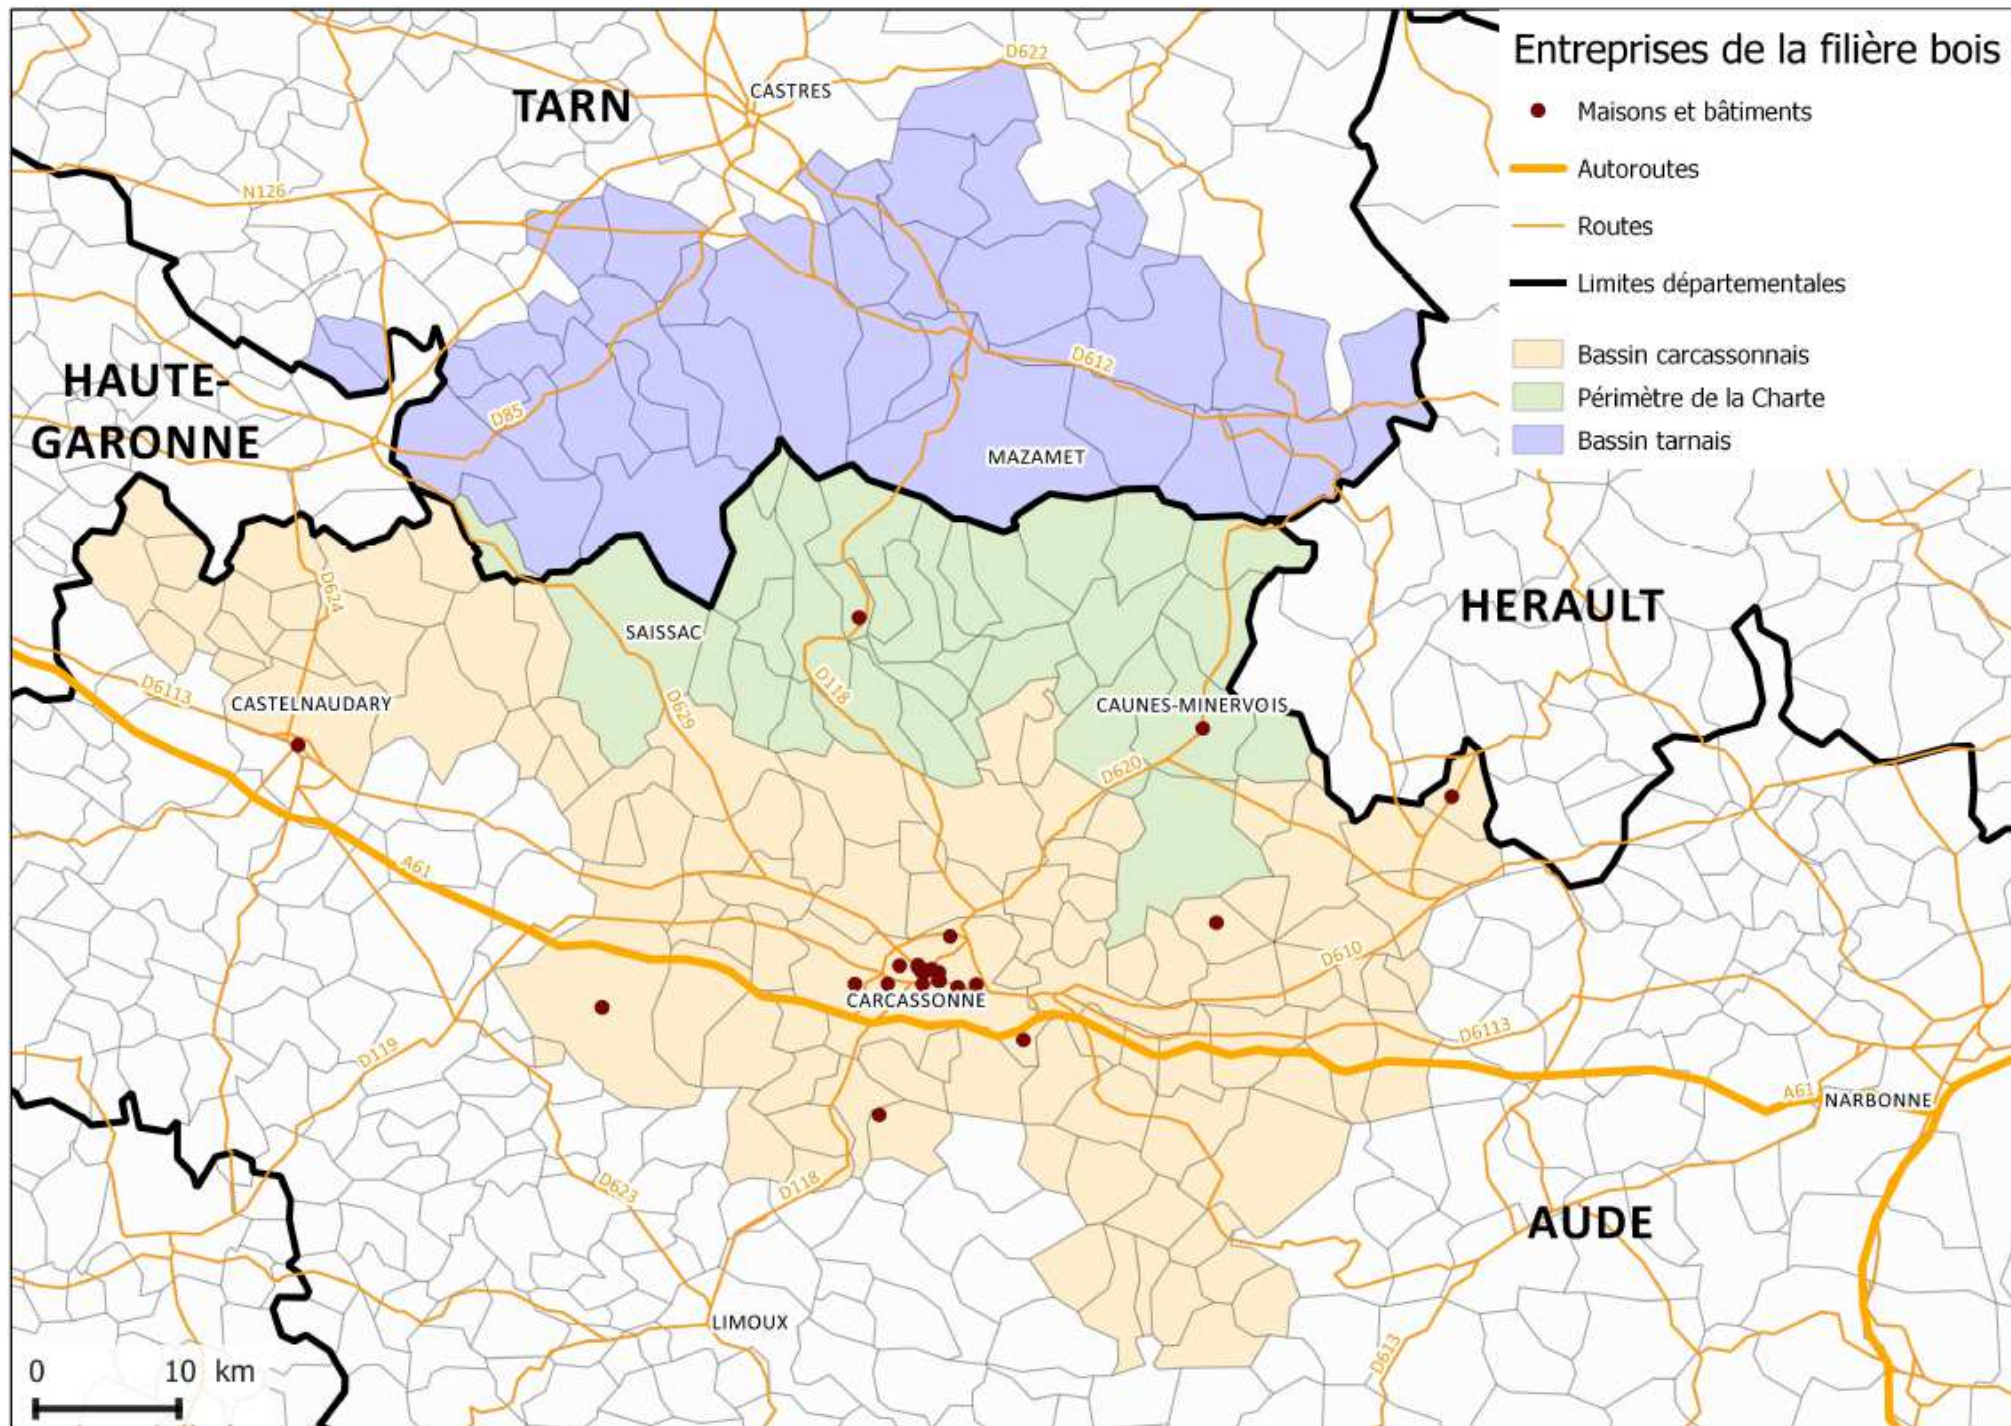 Entreprises de la filière bois
Maisons et bâtiments
Autoroutes
Routes
Limites départementales
Bassin carcassonnais
Périmètre de la Charte
Bassin tarnais
D622
CASTRES
TARN
N126
HAUTE-
GARONNE
D612
D85
MAZAMET
D624
HERAULT
SAISSAC
D118
D6113
CASTELNAUDARY
D629
CAUNES-MINERVOIS
D620
A61
D610
CARCASSONNE
D6113
D119
A61
NARBONNE
D118
D623
AUDE
LIMOUX
D613
0 10 km